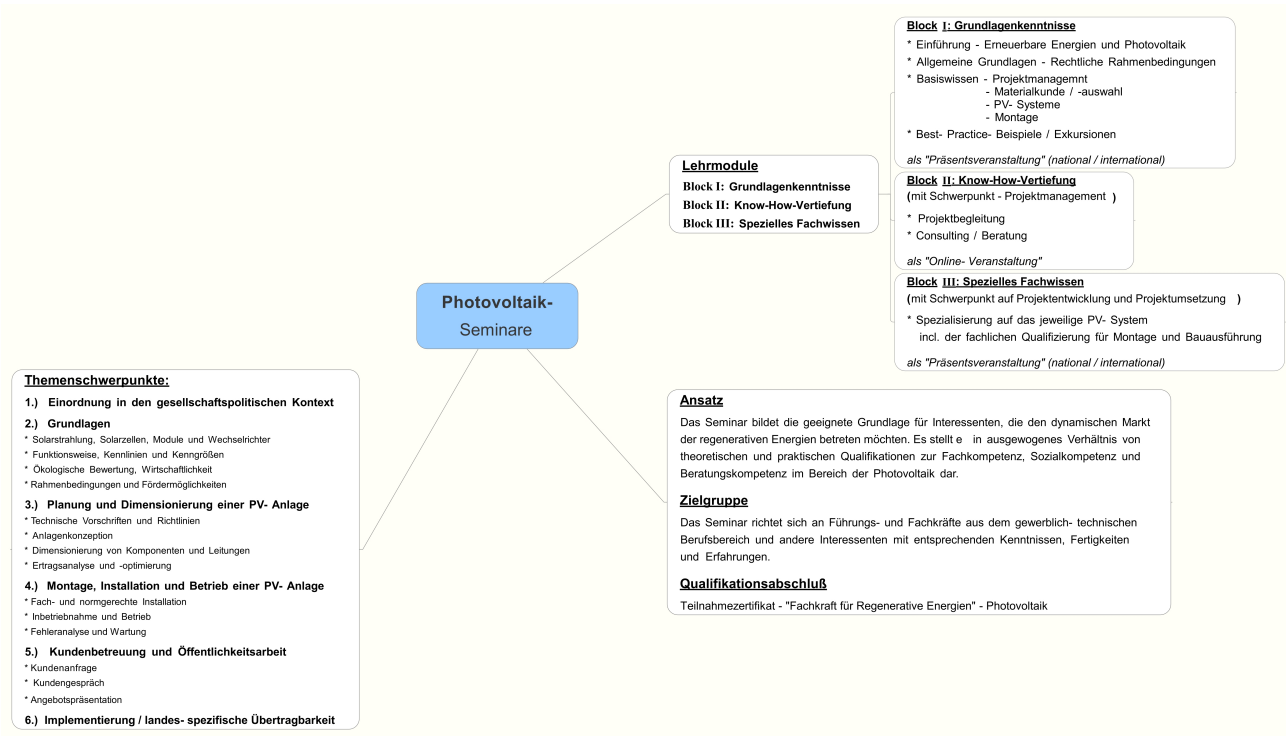 Photovoltaik-
Seminare
Lehrmodule
Block I: Grundlagenkenntnisse
Block II: Know-How-Vertiefung
Block III: Spezielles Fachwissen
Block I: Grundlagenkenntnisse
* Einführung - Erneuerbare Energien und Photovoltaik
* Allgemeine Grundlagen - Rechtliche Rahmenbedingungen
* Basiswissen - Projektmanagemnt
- Materialkunde / -auswahl
- PV- Systeme
- Montage
* Best- Practice- Beispiele / Exkursionen
als "Präsentsveranstaltung" (national / international)
Block II: Know-How-Vertiefung
(mit Schwerpunkt - Projektmanagement )
* Projektbegleitung
* Consulting / Beratung
als "Online- Veranstaltung"
Block III: Spezielles Fachwissen
(mit Schwerpunkt auf Projektentwicklung und Projektumsetzung )
* Spezialisierung auf das jeweilige PV- System
incl. der fachlichen Qualifizierung für Montage und Bauausführung
als "Präsentsveranstaltung" (national / international)
Ansatz
Das Seminar bildet die geeignete Grundlage für Interessenten, die den dynamischen Markt
der regenerativen Energien betreten möchten. Es stellt e in ausgewogenes Verhältnis von
theoretischen und praktischen Qualifikationen zur Fachkompetenz, Sozialkompetenz und
Beratungskompetenz im Bereich der Photovoltaik dar.
Zielgruppe
Das Seminar richtet sich an Führungs- und Fachkräfte aus dem gewerblich- technischen
Berufsbereich und andere Interessenten mit entsprechenden Kenntnissen, Fertigkeiten
und Erfahrungen.
Qualifikationsabschluß
Teilnahmezertifikat - "Fachkraft für Regenerative Energien" - Photovoltaik
Themenschwerpunkte:
1.) Einordnung in den gesellschaftspolitischen Kontext
2.) Grundlagen
* Solarstrahlung, Solarzellen, Module und Wechselrichter
* Funktionsweise, Kennlinien und Kenngrößen
* Ökologische Bewertung, Wirtschaftlichkeit
* Rahmenbedingungen und Fördermöglichkeiten
3.) Planung und Dimensionierung einer PV- Anlage
* Technische Vorschriften und Richtlinien
* Anlagenkonzeption
* Dimensionierung von Komponenten und Leitungen
* Ertragsanalyse und -optimierung
4.) Montage, Installation und Betrieb einer PV- Anlage
* Fach- und normgerechte Installation
* Inbetriebnahme und Betrieb
* Fehleranalyse und Wartung
5.) Kundenbetreuung und Öffentlichkeitsarbeit
* Kundenanfrage
* Kundengespräch
* Angebotspräsentation
6.) Implementierung / landes- spezifische Übertragbarkeit